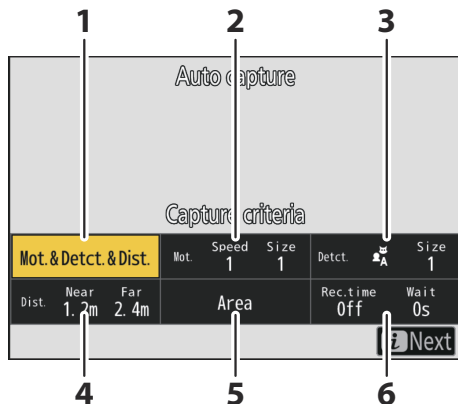 1 2 3
Auto capture
Capture criteria
Mot.&Detct.&Dist. Mot. Speed 1 Size 1 Detct. A Size 1
Dist. Near 1.2m Far 2.4m Area Rec.time Off Wait 0s
i Next
4 5 6